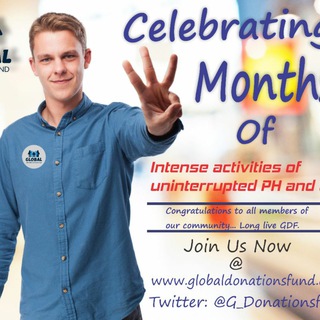 Celebrating
Months
Of
Intense activities of
uninterrupted PH and
Congratulations to all members of
our community... Long live GDF.
Join Us Now
@
www.globaldonationsfund.
Twitter: @G_Donationsf
GLOBAL